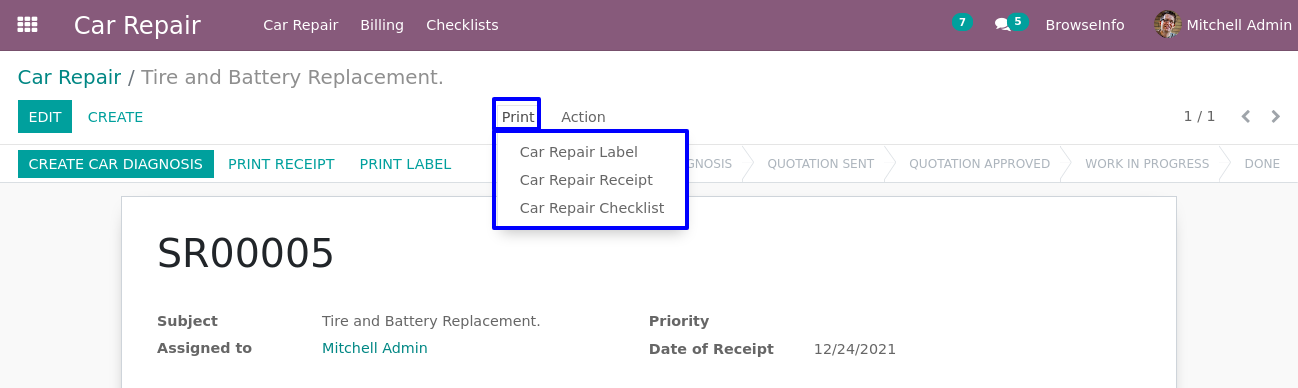 Car Repair Car Repair Billing Checklists 7 5 BrowseInfo Mitchell Admin
Car Repair / Tire and Battery Replacement.
EDIT CREATE Print Action 1 / 1
CREATE CAR DIAGNOSIS PRINT RECEIPT PRINT LABEL QUOTATION SENT QUOTATION APPROVED WORK IN PROGRESS DONE
Car Repair Label
Car Repair Receipt
Car Repair Checklist
SR00005
Subject Tire and Battery Replacement. Priority
Assigned to Mitchell Admin Date of Receipt 12/24/2021